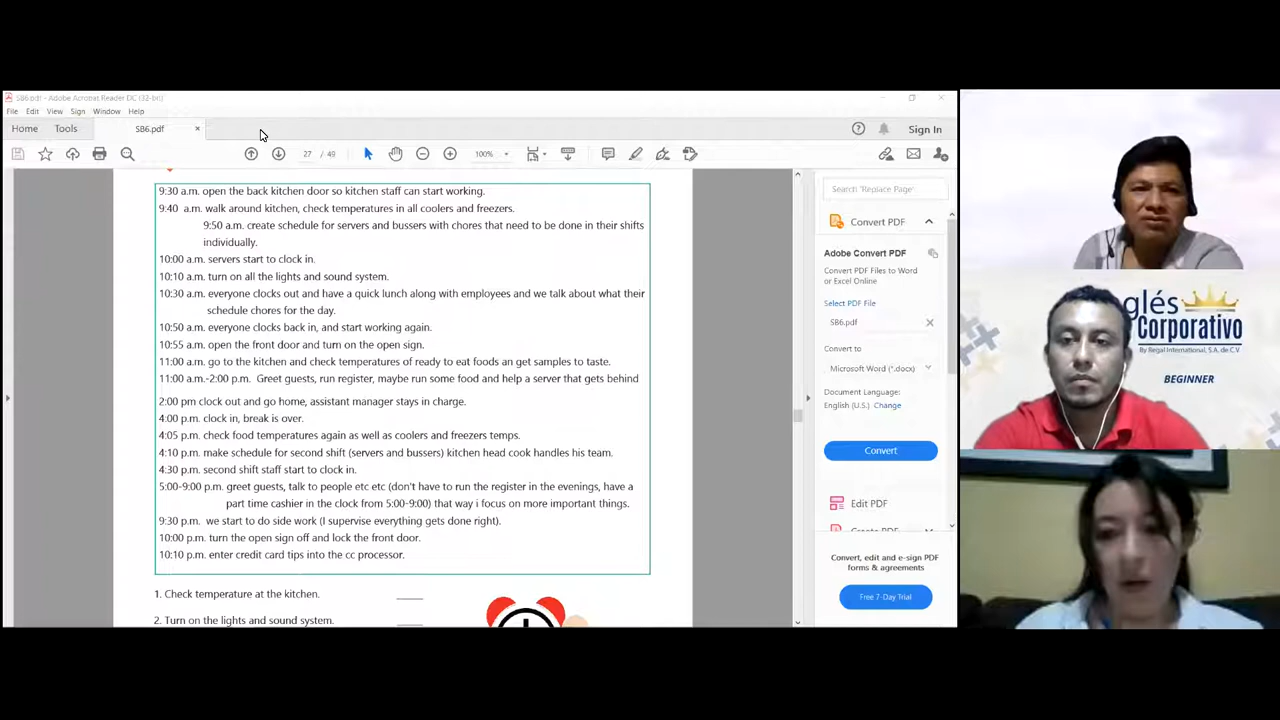 SB6.pdf - Adobe Acrobat Reader DC (32-bit)
File Edit View Sign Window Help
Home Tools SB6.pdf × Sign In
27 / 49 100%
9:30 a.m. open the back kitchen door so kitchen staff can start working.
9:40 a.m. walk around kitchen, check temperatures in all coolers and freezers.
9:50 a.m. create schedule for servers and bussers with chores that need to be done in their shifts
individually.
10:00 a.m. servers start to clock in.
10:10 a.m. turn on all the lights and sound system.
10:30 a.m. everyone clocks out and have a quick lunch along with employees and we talk about what their
schedule chores for the day.
10:50 a.m. everyone clocks back in, and start working again.
10:55 a.m. open the front door and turn on the open sign.
11:00 a.m. go to the kitchen and check temperatures of ready to eat foods an get samples to taste.
11:00 a.m.-2:00 p.m. Greet guests, run register, maybe run some food and help a server that gets behind
2:00 pm clock out and go home, assistant manager stays in charge.
4:00 p.m. clock in, break is over.
4:05 p.m. check food temperatures again as well as coolers and freezers temps.
4:10 p.m. make schedule for second shift (servers and bussers) kitchen head cook handles his team.
4:30 p.m. second shift staff start to clock in.
5:00-9:00 p.m. greet guests, talk to people etc etc (don't have to run the register in the evenings, have a
part time cashier in the clock from 5:00-9:00) that way i focus on more important things.
9:30 p.m. we start to do side work (I supervise everything gets done right).
10:00 p.m. turn the open sign off and lock the front door.
10:10 p.m. enter credit card tips into the cc processor.
1. Check temperature at the kitchen. ____
2. Turn on the lights and sound system. ____
Search "Replace Page"
Convert PDF
Adobe Convert PDF
Convert PDF Files to Word
or Excel Online
Select PDF File
SB6.pdf
Convert to
Microsoft Word (*.docx)
Document Language:
English (U.S.) Change
Convert
Edit PDF
Convert, edit and e-sign PDF
forms & agreements
Free 7-Day Trial
glés
Corporativo
By Regal International, S.A. de C.V
BEGINNER